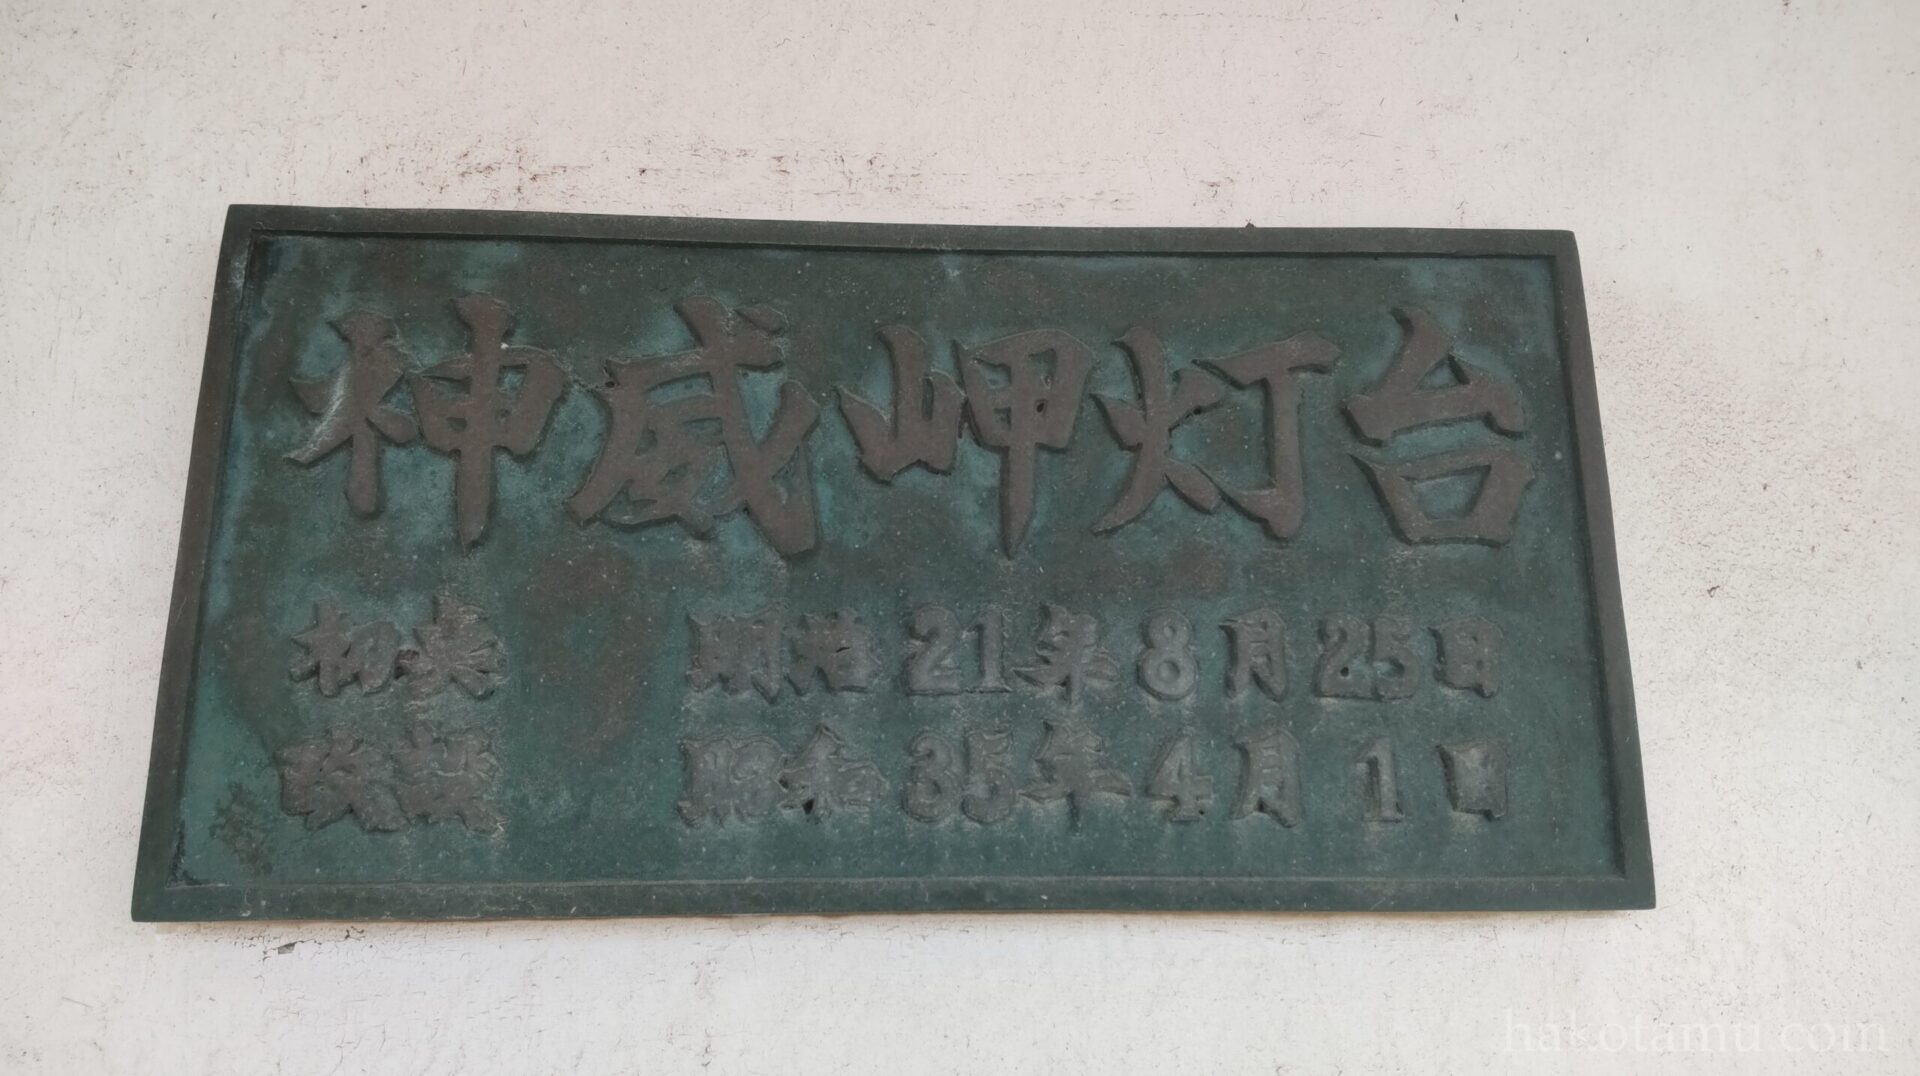 神威岬灯台
初点 明治21年8月25日
改設 昭和35年4月1日
hakotamu.com